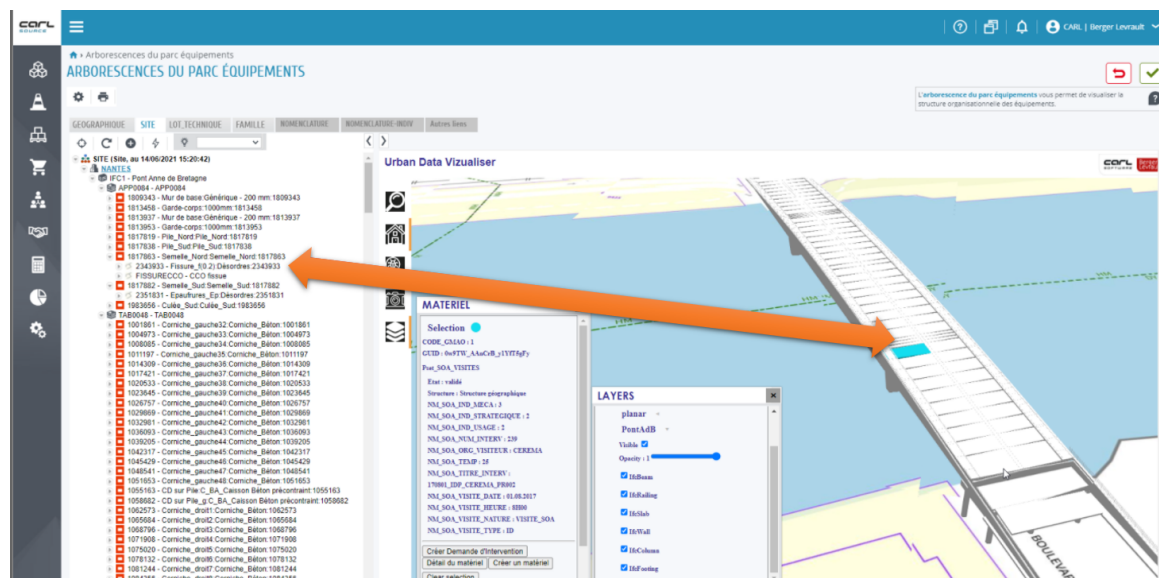 CARL
SOURCE
CARL | Berger Levrault
Arborescences du parc équipements
ARBORESCENCES DU PARC ÉQUIPEMENTS
L'arborescence du parc équipements vous permet de visualiser la
structure organisationnelle des équipements.
GEOGRAPHIQUE SITE LOT_TECHNIQUE FAMILLE NOMENCLATURE NOMENCLATURE-INDIV Autres liens
SITE (Site, au 14/06/2021 15:20:42)
NANTES
IFC1 - Pont Anne de Bretagne
APP0084 - APP0084
1809343 - Mur de base:Générique - 200 mm:1809343
1813458 - Garde-corps:1000mm:1813458
1813937 - Mur de base:Générique - 200 mm:1813937
1813953 - Garde-corps:1000mm:1813953
1817819 - Pile_Nord:Pile_Nord:1817819
1817838 - Pile_Sud:Pile_Sud:1817838
1817863 - Semelle_Nord:Semelle_Nord:1817863
2343933 - Fissure_f(0.2):Désordres:2343933
FISSURECCO - CCO fissue
1817882 - Semelle_Sud:Semelle_Sud:1817882
2351831 - Epaufrures_Ep:Désordres:2351831
1983656 - Culée_Sud:Culée_Sud:1983656
TAB0048 - TAB0048
1001861 - Corniche_gauche32:Corniche_Béton:1001861
1004973 - Corniche_gauche33:Corniche_Béton:1004973
1008085 - Corniche_gauche34:Corniche_Béton:1008085
1011197 - Corniche_gauche35:Corniche_Béton:1011197
1014309 - Corniche_gauche36:Corniche_Béton:1014309
1017421 - Corniche_gauche37:Corniche_Béton:1017421
1020533 - Corniche_gauche38:Corniche_Béton:1020533
1023645 - Corniche_gauche39:Corniche_Béton:1023645
1026757 - Corniche_gauche40:Corniche_Béton:1026757
1029869 - Corniche_gauche41:Corniche_Béton:1029869
1032981 - Corniche_gauche42:Corniche_Béton:1032981
1036093 - Corniche_gauche43:Corniche_Béton:1036093
1039205 - Corniche_gauche44:Corniche_Béton:1039205
1042317 - Corniche_gauche45:Corniche_Béton:1042317
1045429 - Corniche_gauche46:Corniche_Béton:1045429
1048541 - Corniche_gauche47:Corniche_Béton:1048541
1051653 - Corniche_gauche48:Corniche_Béton:1051653
1055163 - CD sur Pile:C_BA_Caisson Béton précontraint:1055163
1058682 - CD sur Pile_g:C_BA_Caisson Béton précontraint:1058682
1062573 - Corniche_droit1:Corniche_Béton:1062573
1065684 - Corniche_droit2:Corniche_Béton:1065684
1068796 - Corniche_droit3:Corniche_Béton:1068796
1071908 - Corniche_droit4:Corniche_Béton:1071908
1075020 - Corniche_droit5:Corniche_Béton:1075020
1078132 - Corniche_droit6:Corniche_Béton:1078132
1081244 - Corniche_droit7:Corniche_Béton:1081244
Urban Data Vizualiser
MATERIEL
Selection
CODE_GMAO : 1
Pont_SOA_VISITES
Etat : validé
Structure : Structure géographique
NM_SOA_IND_MECA : 3
NM_SOA_IND_STRATEGIQUE : 2
NM_SOA_IND_USAGE : 2
NM_SOA_NUM_INTERV : 239
NM_SOA_ORG_VISITEUR : CEREMA
NM_SOA_TEMP : 25
NM_SOA_TITRE_INTERV :
170801_IDP_CEREMA_PR002
NM_SOA_VISITE_DATE : 01.08.2017
NM_SOA_VISITE_HEURE : 8H00
NM_SOA_VISITE_NATURE : VISITE_SOA
NM_SOA_VISITE_TYPE : ID
Créer Demande d'Intervention
Détail du matériel Créer un matériel
Clear selection
LAYERS
planar
PontAdB
Visible
Opacity : 1
IfcBeam
IfcRailing
IfcSlab
IfcWall
IfcColumn
IfcFooting
BOULEVAR